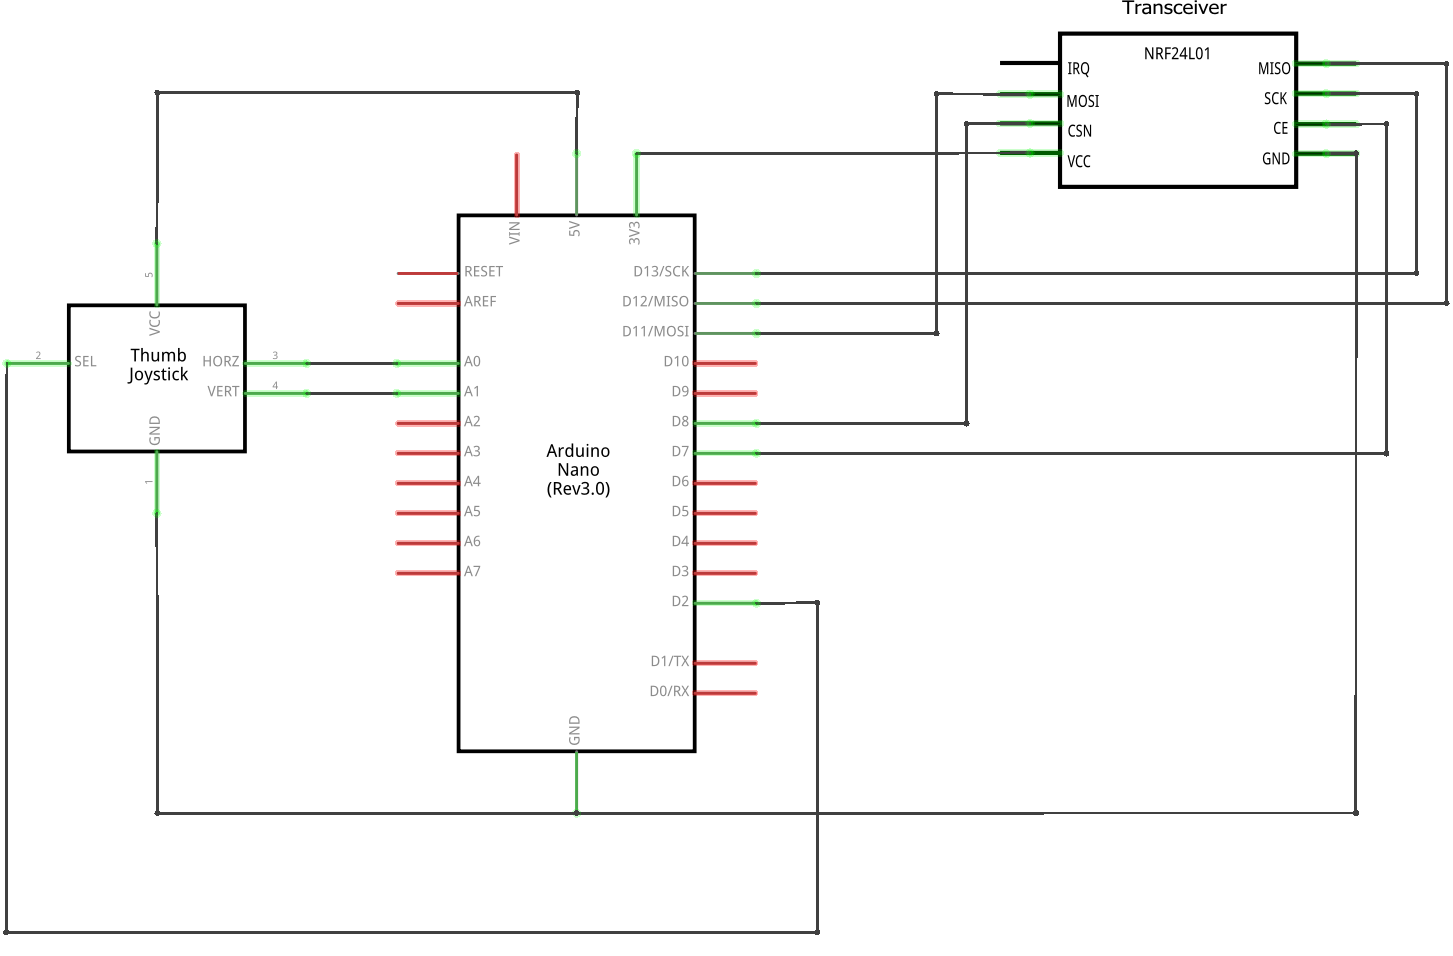 Transceiver
NRF24L01
IRQ
MOSI
CSN
VCC
MISO
SCK
CE
GND
VIN
5V
3V3
RESET
AREF
A0
A1
A2
A3
A4
A5
A6
A7
Arduino
Nano
(Rev3.0)
D13/SCK
D12/MISO
D11/MOSI
D10
D9
D8
D7
D6
D5
D4
D3
D2
D1/TX
D0/RX
GND
5
VCC
2
SEL
Thumb
Joystick
HORZ
3
VERT
4
GND
1